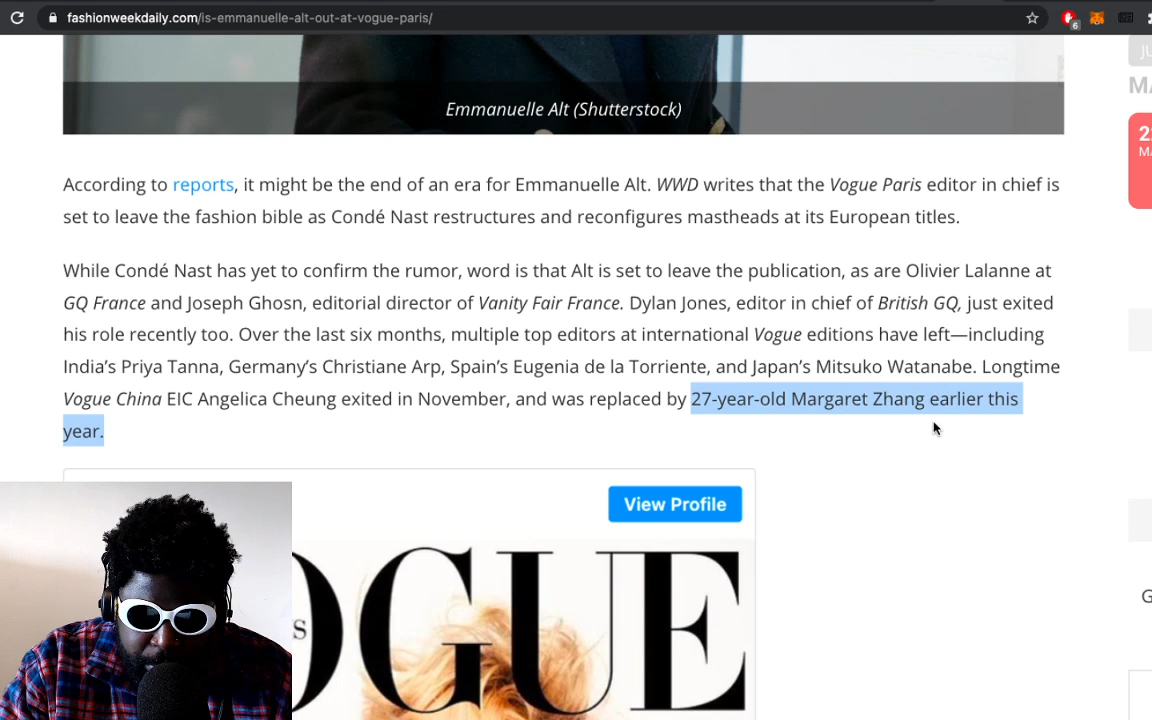 fashionweekdaily.com/is-emmanuelle-alt-out-at-vogue-paris/
6
Emmanuelle Alt (Shutterstock)
According to reports, it might be the end of an era for Emmanuelle Alt. WWD writes that the Vogue Paris editor in chief is
set to leave the fashion bible as Condé Nast restructures and reconfigures mastheads at its European titles.
While Condé Nast has yet to confirm the rumor, word is that Alt is set to leave the publication, as are Olivier Lalanne at
GQ France and Joseph Ghosn, editorial director of Vanity Fair France. Dylan Jones, editor in chief of British GQ, just exited
his role recently too. Over the last six months, multiple top editors at international Vogue editions have left—including
India’s Priya Tanna, Germany’s Christiane Arp, Spain’s Eugenia de la Torriente, and Japan’s Mitsuko Watanabe. Longtime
Vogue China EIC Angelica Cheung exited in November, and was replaced by 27-year-old Margaret Zhang earlier this
year.
View Profile
OGUE